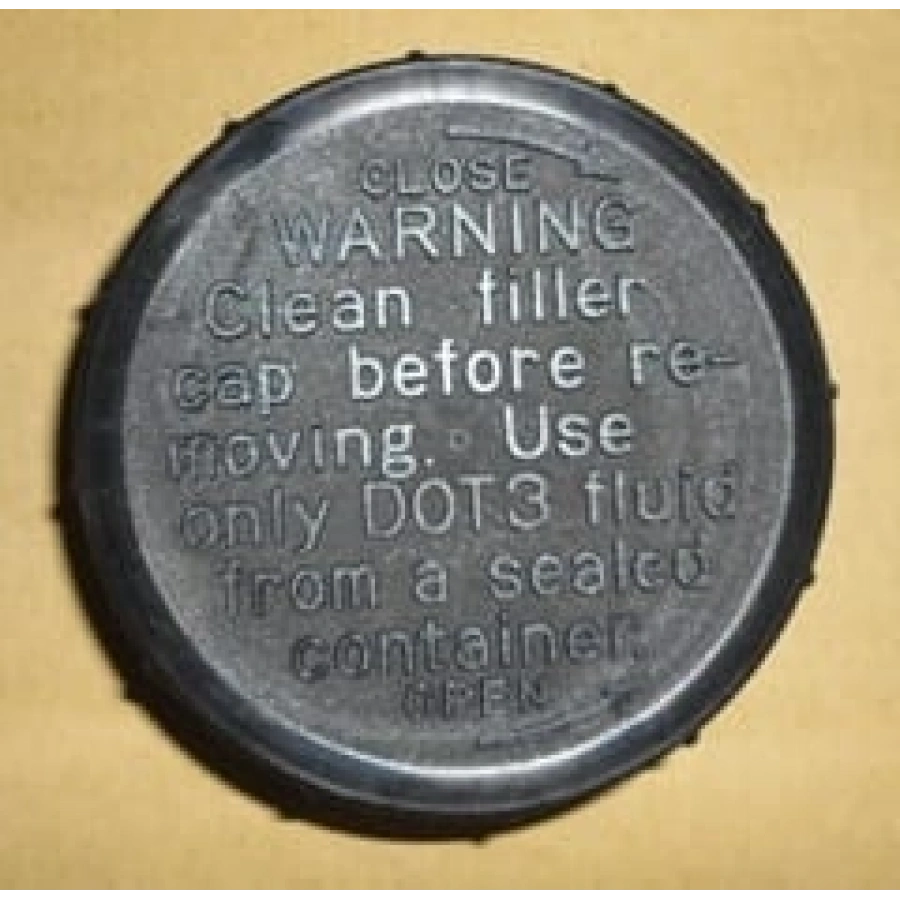 CLOSE
WARNING
Clean filler
cap before re-
moving. Use
only DOT3 fluid
from a sealed
container.
OPEN